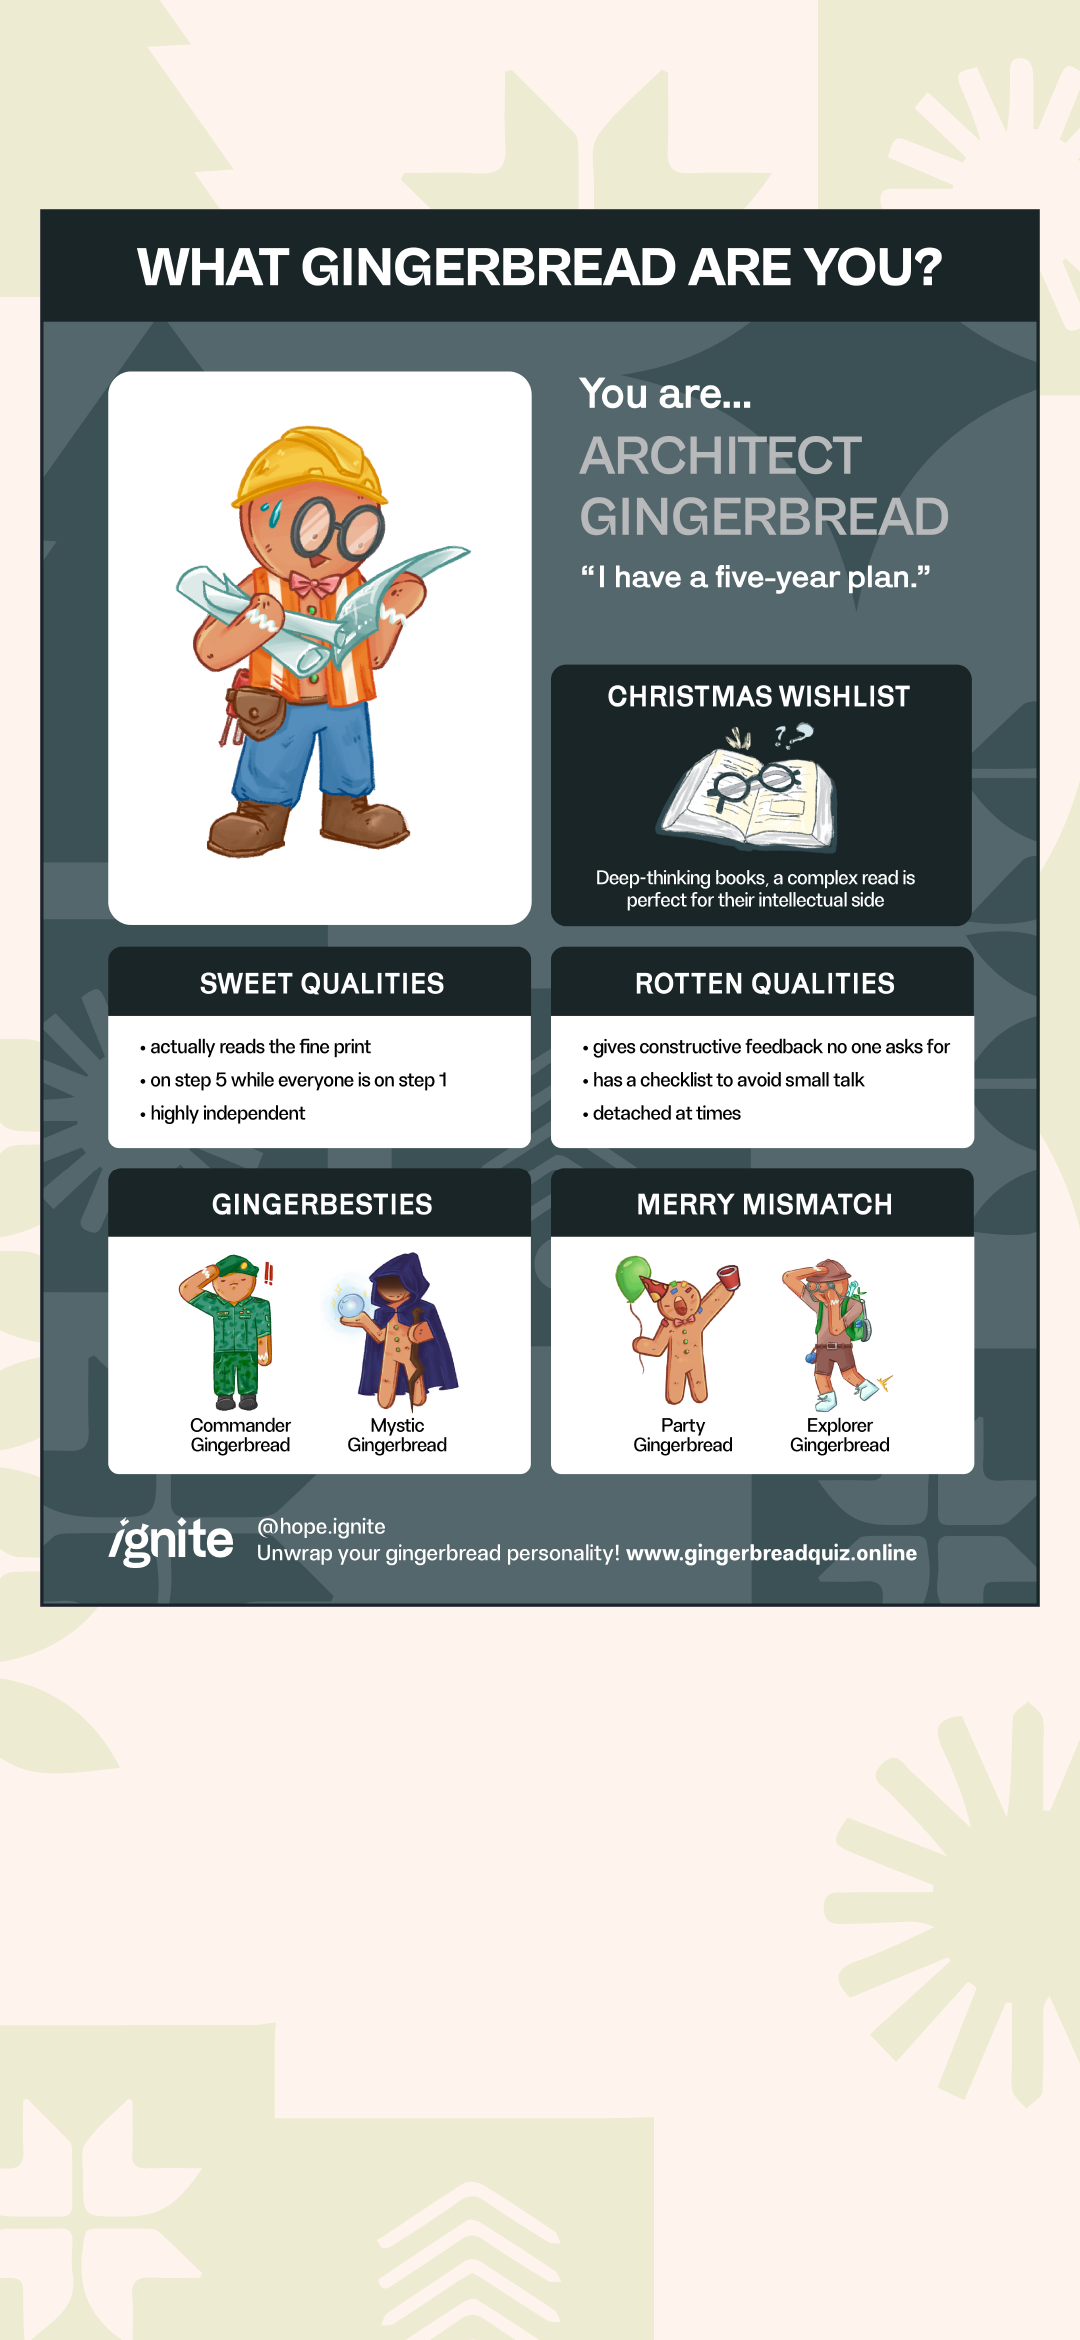 WHAT GINGERBREAD ARE YOU?
You are...
ARCHITECT
GINGERBREAD
“I have a five-year plan.”
CHRISTMAS WISHLIST
??
Deep-thinking books, a complex read is
perfect for their intellectual side
SWEET QUALITIES
• actually reads the fine print
• on step 5 while everyone is on step 1
• highly independent
ROTTEN QUALITIES
• gives constructive feedback no one asks for
• has a checklist to avoid small talk
• detached at times
GINGERBESTIES
!!
Commander
Gingerbread
Mystic
Gingerbread
MERRY MISMATCH
Party
Gingerbread
Explorer
Gingerbread
ignite
@hope.ignite
Unwrap your gingerbread personality! www.gingerbreadquiz.online